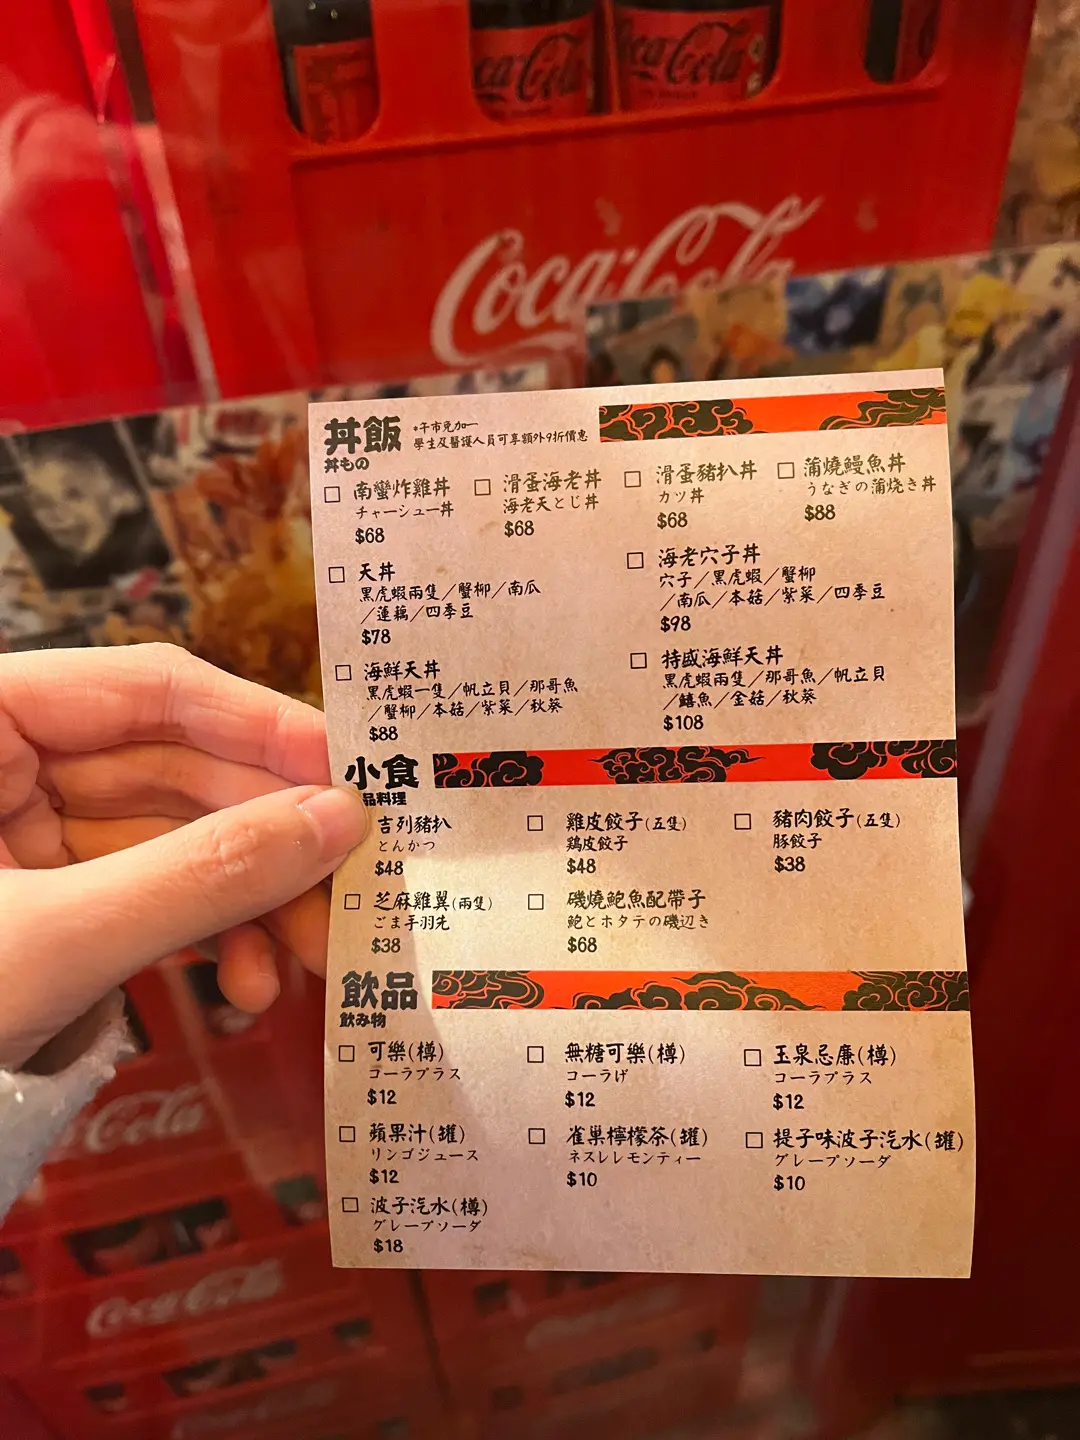 Coca-Cola
Coca-Cola
Coca-Cola
丼飯
丼もの
*午市免加一
學生及醫護人員可享額外9折價惠
南蠻炸雞丼
チャーシュー丼
$68
滑蛋海老丼
海老天とじ丼
$68
滑蛋豬扒丼
カツ丼
$68
蒲燒鰻魚丼
うなぎの蒲焼き丼
$88
天丼
黑虎蝦兩隻／蟹柳／南瓜
／蓮藕／四季豆
$78
海老穴子丼
穴子／黑虎蝦／蟹柳
／南瓜／本菇／紫菜／四季豆
$98
海鮮天丼
黑虎蝦一隻／帆立貝／那哥魚
／蟹柳／本菇／紫菜／秋葵
$88
特盛海鮮天丼
黑虎蝦兩隻／那哥魚／帆立貝
／鱚魚／金菇／秋葵
$108
小食
品料理
吉列豬扒
とんかつ
$48
雞皮餃子(五隻)
鶏皮餃子
$48
豬肉餃子(五隻)
豚餃子
$38
芝麻雞翼(兩隻)
ごま手羽先
$38
磯燒鮑魚配帶子
鮑とホタテの磯辺き
$68
飲品
飲み物
可樂(樽)
コーラプラス
$12
無糖可樂(樽)
コーラげ
$12
玉泉忌廉(樽)
コーラプラス
$12
蘋果汁(罐)
リンゴジュース
$12
雀巢檸檬茶(罐)
ネスレレモンティー
$10
提子味波子汽水(罐)
グレープソーダ
$10
波子汽水(樽)
グレープソーダ
$18
Coca-Cola
Coca-Cola